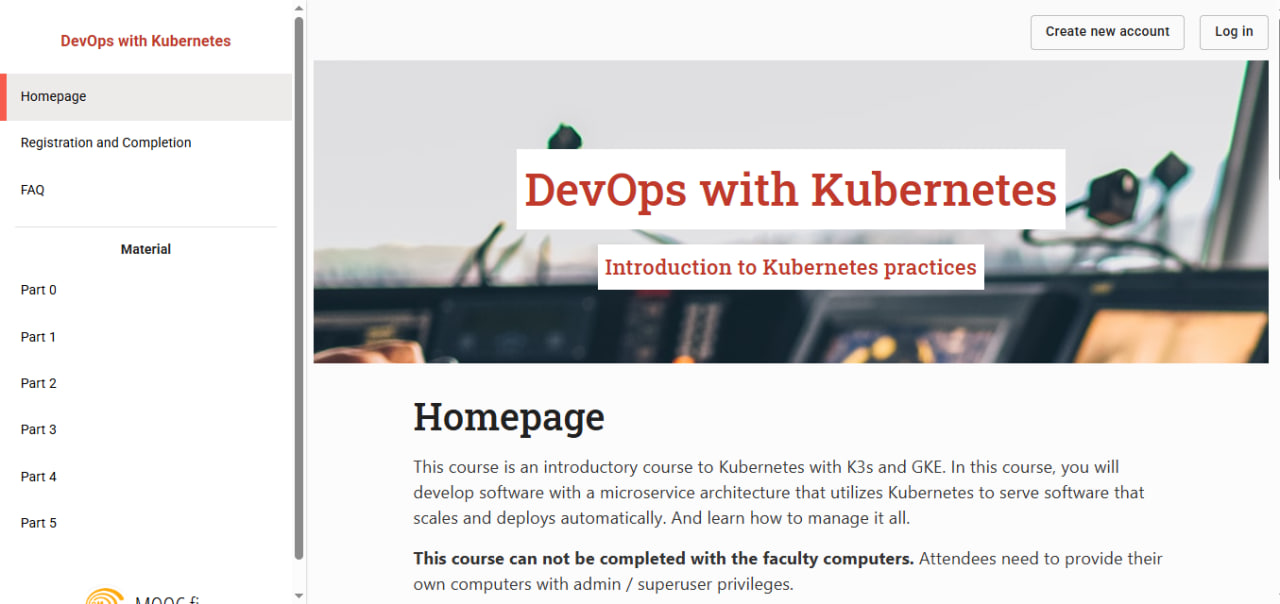 DevOps with Kubernetes
Homepage
Registration and Completion
FAQ
Material
Part 0
Part 1
Part 2
Part 3
Part 4
Part 5
Create new account
Log in
DevOps with Kubernetes
Introduction to Kubernetes practices
Homepage
This course is an introductory course to Kubernetes with K3s and GKE. In this course, you will
develop software with a microservice architecture that utilizes Kubernetes to serve software that
scales and deploys automatically. And learn how to manage it all.
This course can not be completed with the faculty computers. Attendees need to provide their
own computers with admin / superuser privileges.